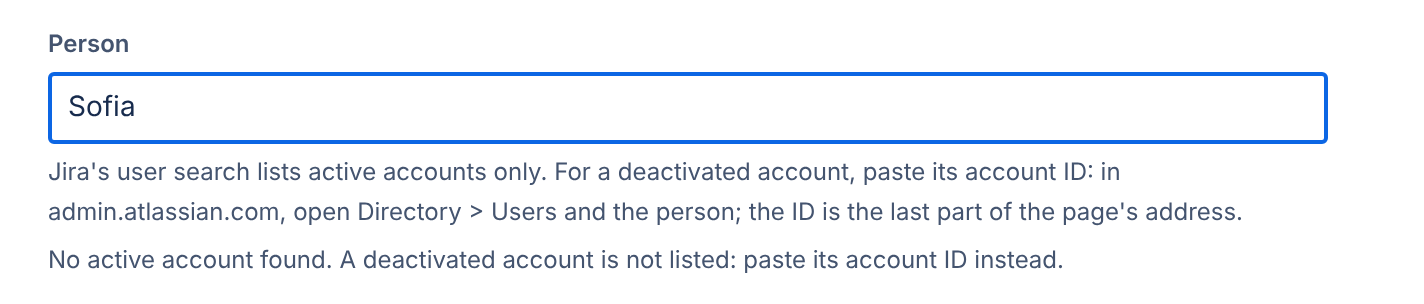 Person
Sofia
Jira's user search lists active accounts only. For a deactivated account, paste its account ID: in
admin.atlassian.com, open Directory > Users and the person; the ID is the last part of the page's address.
No active account found. A deactivated account is not listed: paste its account ID instead.